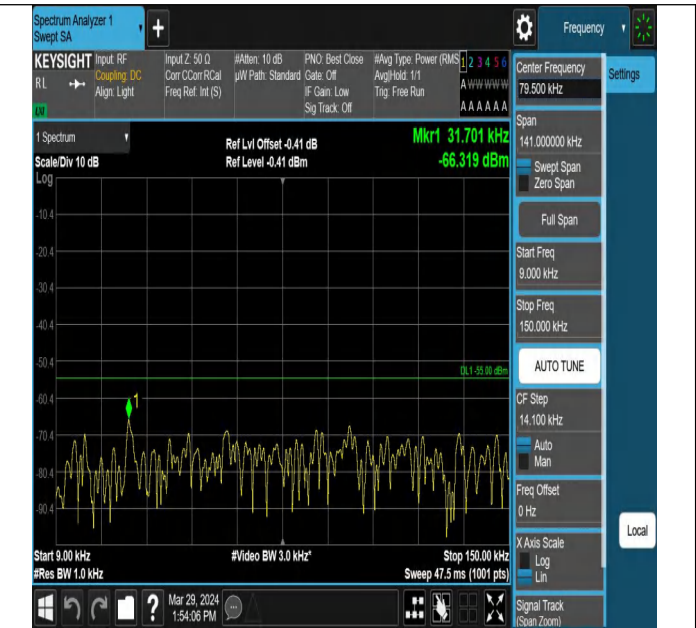 Spectrum Analyzer 1
Swept SA
+
Frequency
KEYSIGHT
RL
Input: RF
Coupling: DC
Align: Light
Input Z: 50 Ω
Corr CCorr RCal
Freq Ref: Int (S)
#Atten: 10 dB
µW Path: Standard
PNO: Best Close
Gate: Off
IF Gain: Low
Sig Track: Off
#Avg Type: Power (RMS
Avg|Hold: 1/1
Trig: Free Run
1 2 3 4 5 6
A W W W W W
A A A A A A
1 Spectrum
Scale/Div 10 dB
Log
Ref Lvl Offset -0.41 dB
Ref Level -0.41 dBm
Mkr1 31.701 kHz
-66.319 dBm
-10.4
-20.4
-30.4
-40.4
-50.4
-60.4
-70.4
-80.4
-90.4
DL1 -55.00 dBm
1
Start 9.00 kHz
#Res BW 1.0 kHz
#Video BW 3.0 kHz*
Stop 150.00 kHz
Sweep 47.5 ms (1001 pts)
?
Mar 29, 2024
1:54:06 PM
Center Frequency
79.500 kHz
Settings
Span
141.000000 kHz
Swept Span
Zero Span
Full Span
Start Freq
9.000 kHz
Stop Freq
150.000 kHz
AUTO TUNE
CF Step
14.100 kHz
Auto
Man
Freq Offset
0 Hz
X Axis Scale
Log
Lin
Local
Signal Track
(Span Zoom)